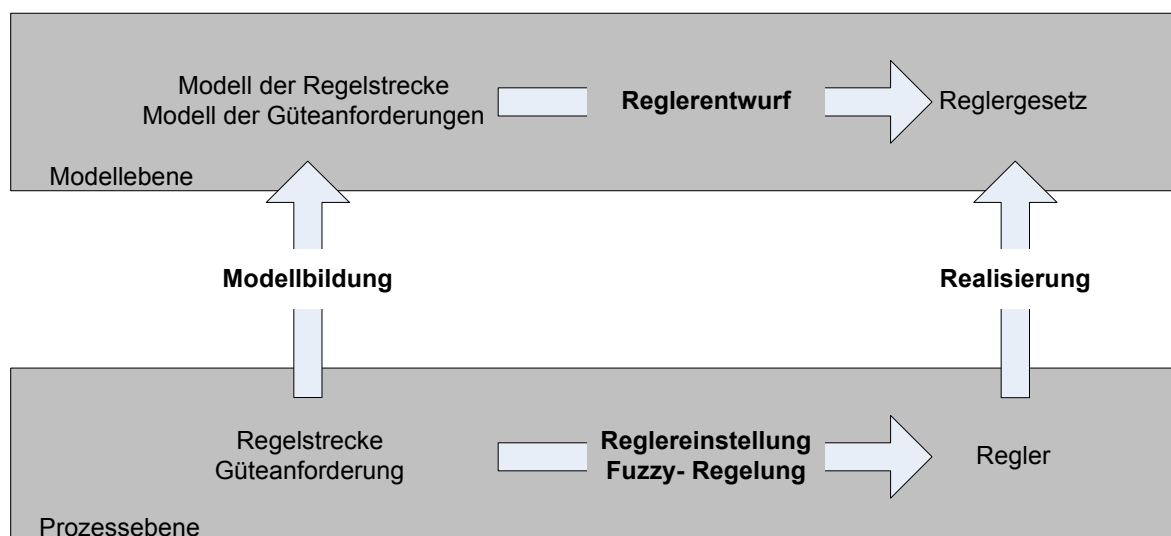 Modell der Regelstrecke
Modell der Güteanforderungen
Reglerentwurf
Reglergesetz
Modellebene
Modellbildung
Realisierung
Regelstrecke
Güteanforderung
Reglereinstellung
Fuzzy- Regelung
Regler
Prozessebene